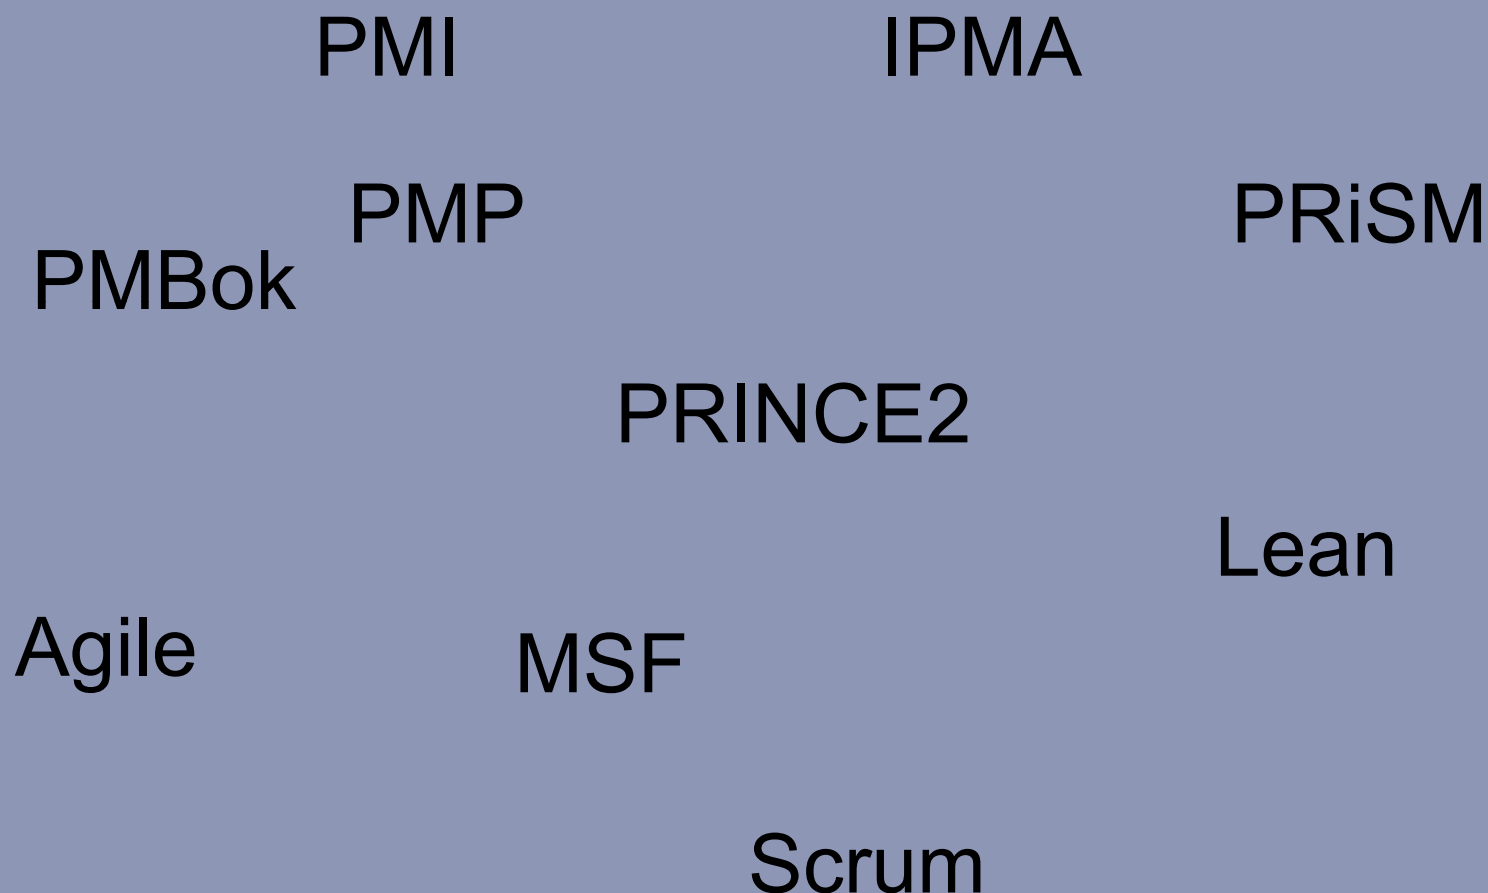 PMI
IPMA
PMP
PRiSM
PMBok
PRINCE2
Lean
Agile
MSF
Scrum